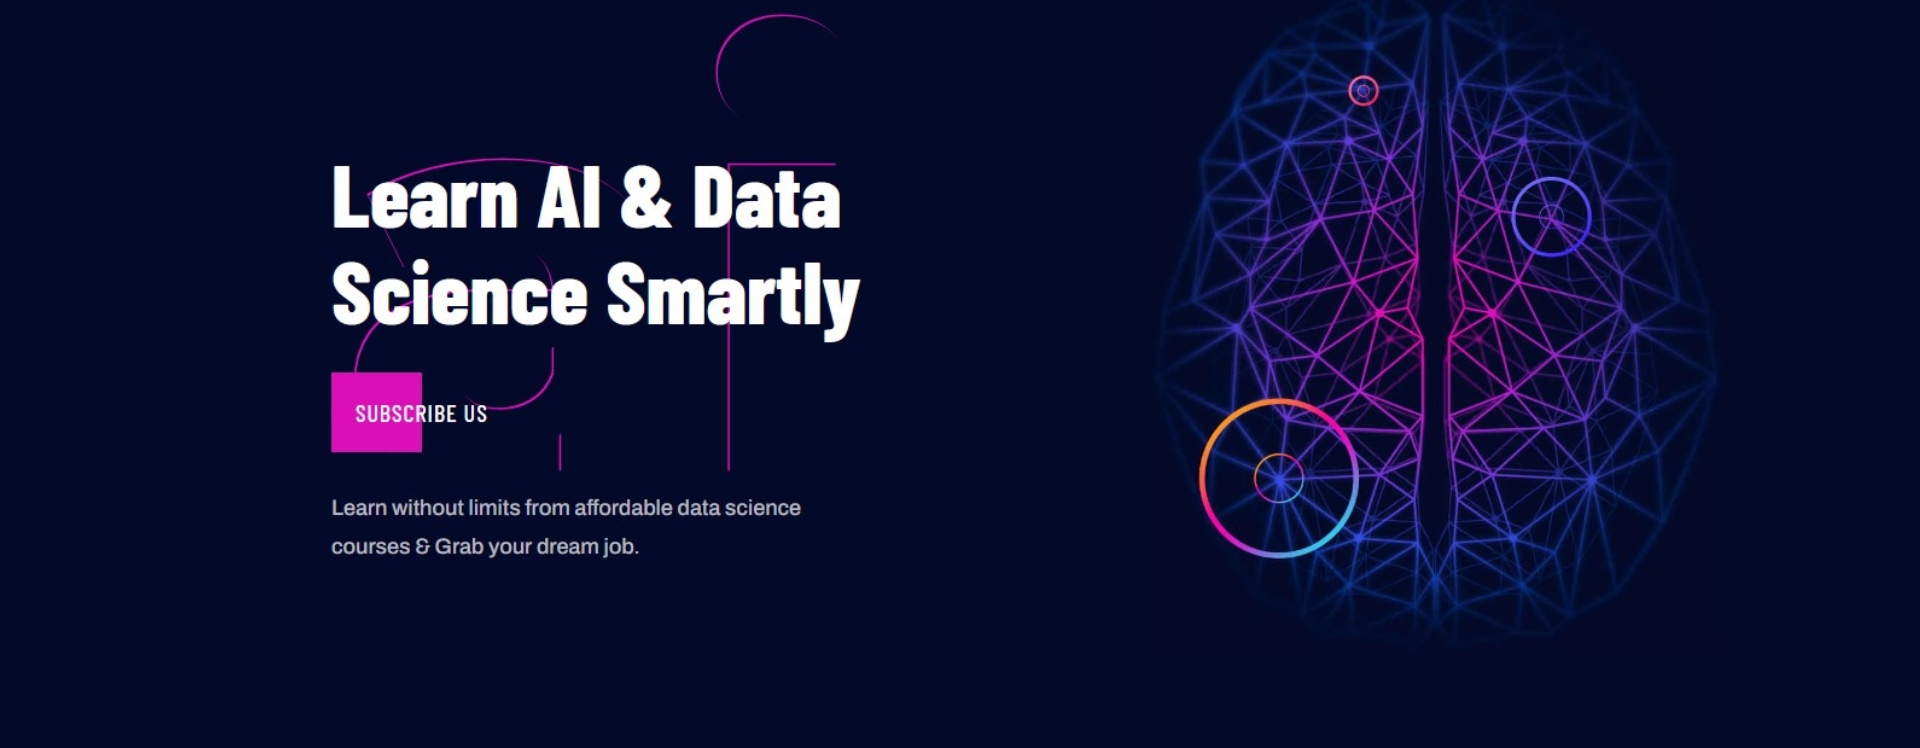 Learn AI & Data
Science Smartly
SUBSCRIBE US
Learn without limits from affordable data science
courses & Grab your dream job.